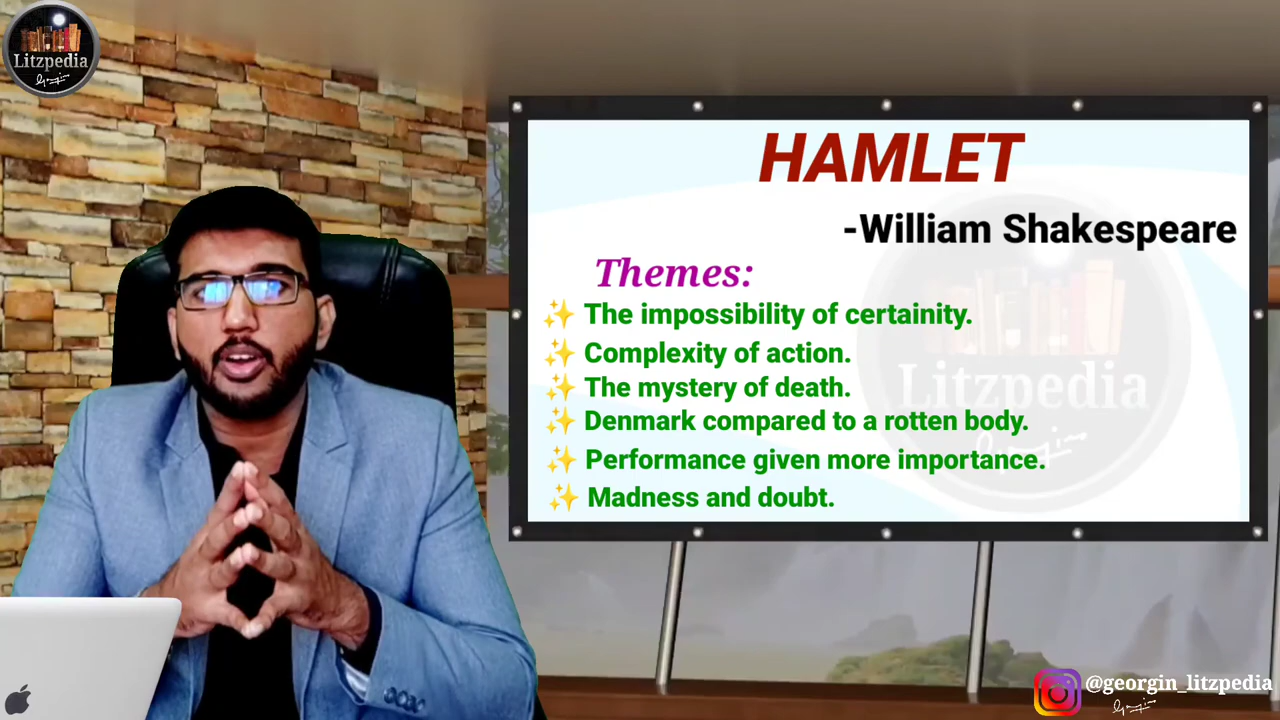 Litzpedia
HAMLET
-William Shakespeare
Themes:
✨ The impossibility of certainity.
✨ Complexity of action.
✨ The mystery of death.
✨ Denmark compared to a rotten body.
✨ Performance given more importance.
✨ Madness and doubt.
Litzpedia
@georgin_litzpedia